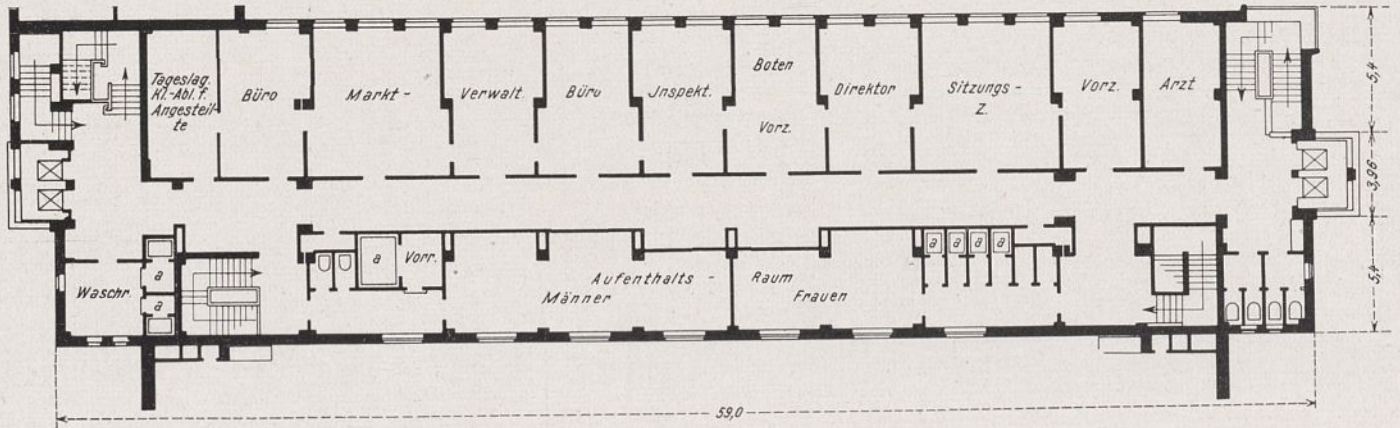 Tageslag.
Kl.-Abl. f.
Angestell-
te
Büro
Markt-
Verwalt.
Büro
Inspekt.
Boten
Vorz.
Direktor
Sitzungs-
Z.
Vorz.
Arzt
5,4
3,96
5,4
Waschr.
a
a
a
Vorr.
Aufenthalts-
Männer
Raum
Frauen
a
a
a
a
59,0